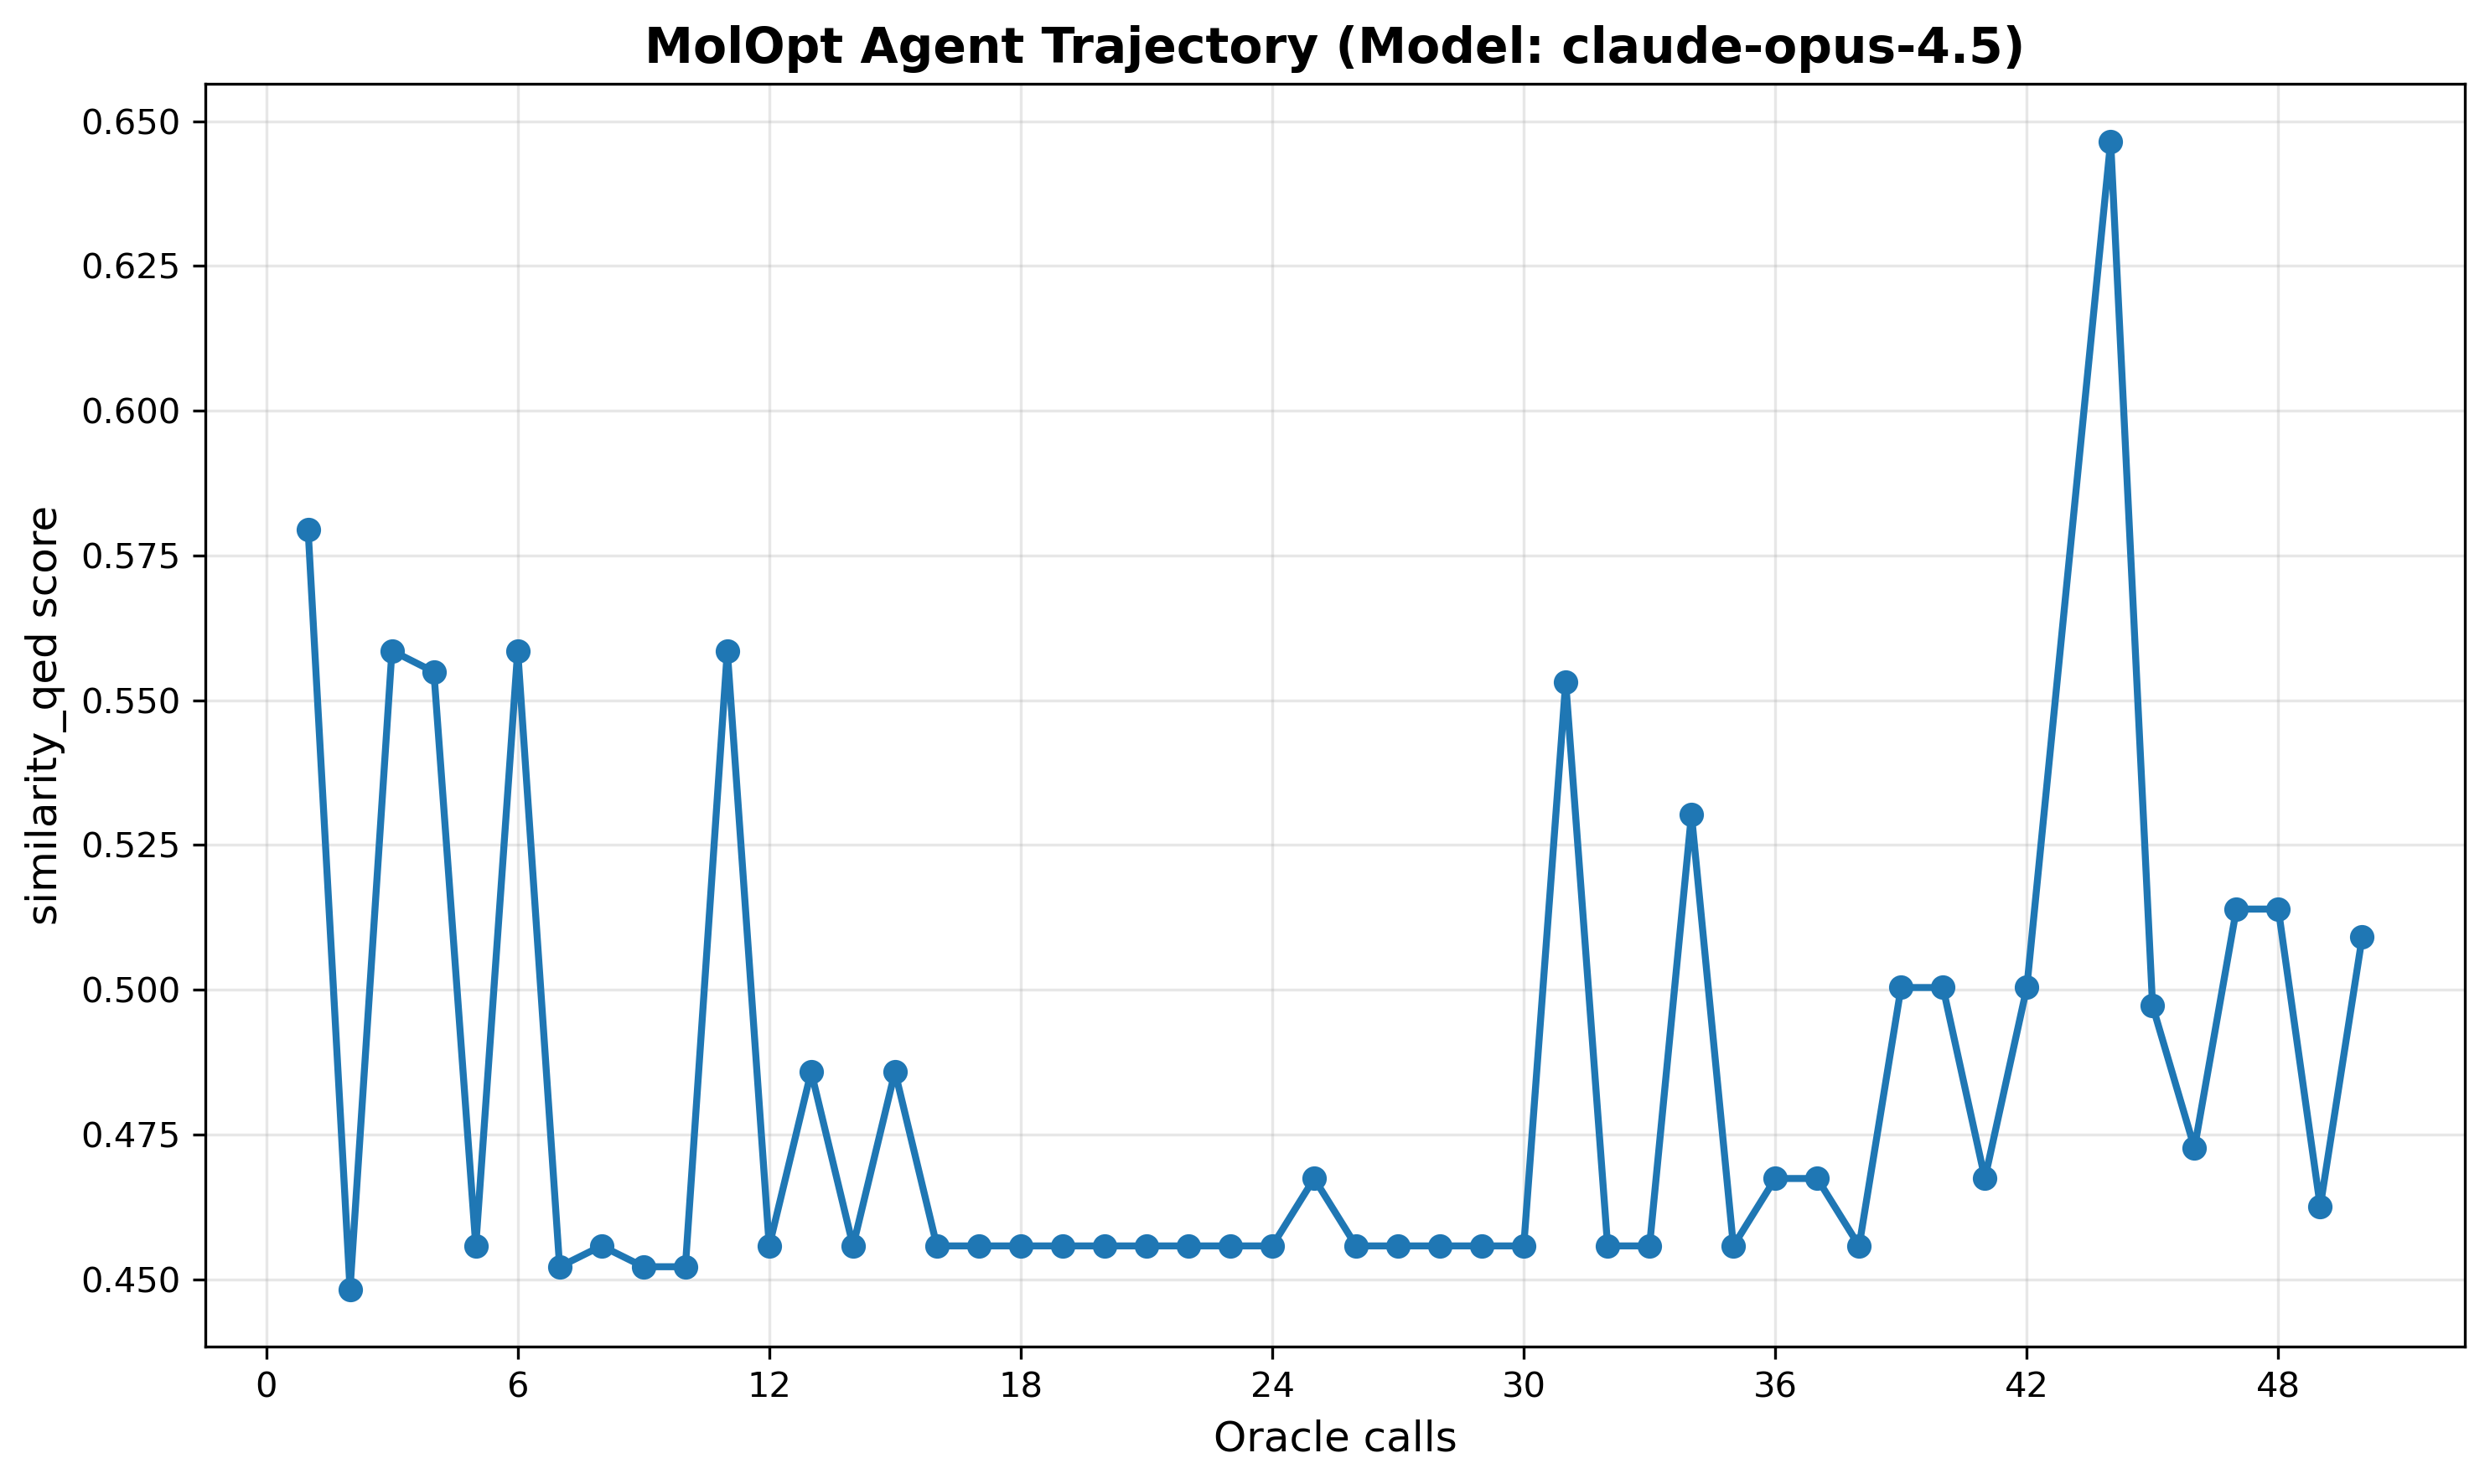 MolOpt Agent Trajectory (Model: claude-opus-4.5)
similarity_qed score
0.650
0.625
0.600
0.575
0.550
0.525
0.500
0.475
0.450
0 6 12 18 24 30 36 42 48
Oracle calls